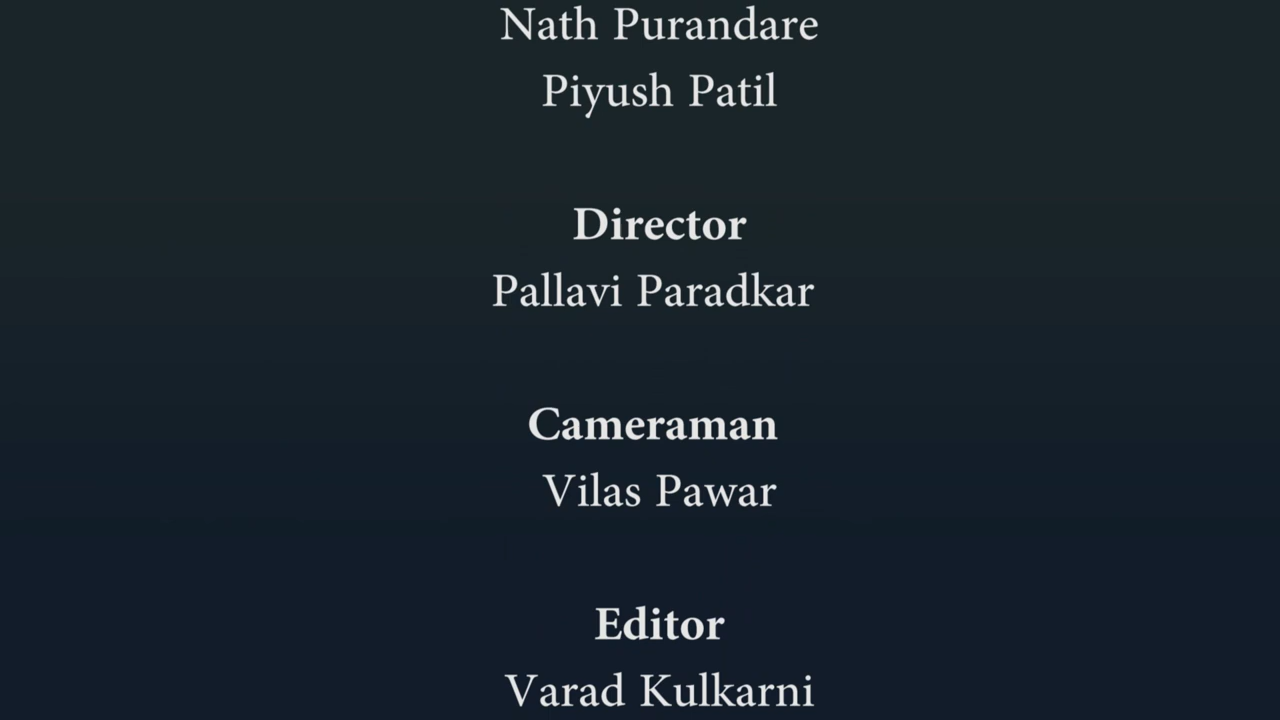 Nath Purandare
Piyush Patil
Director
Pallavi Paradkar
Cameraman
Vilas Pawar
Editor
Varad Kulkarni